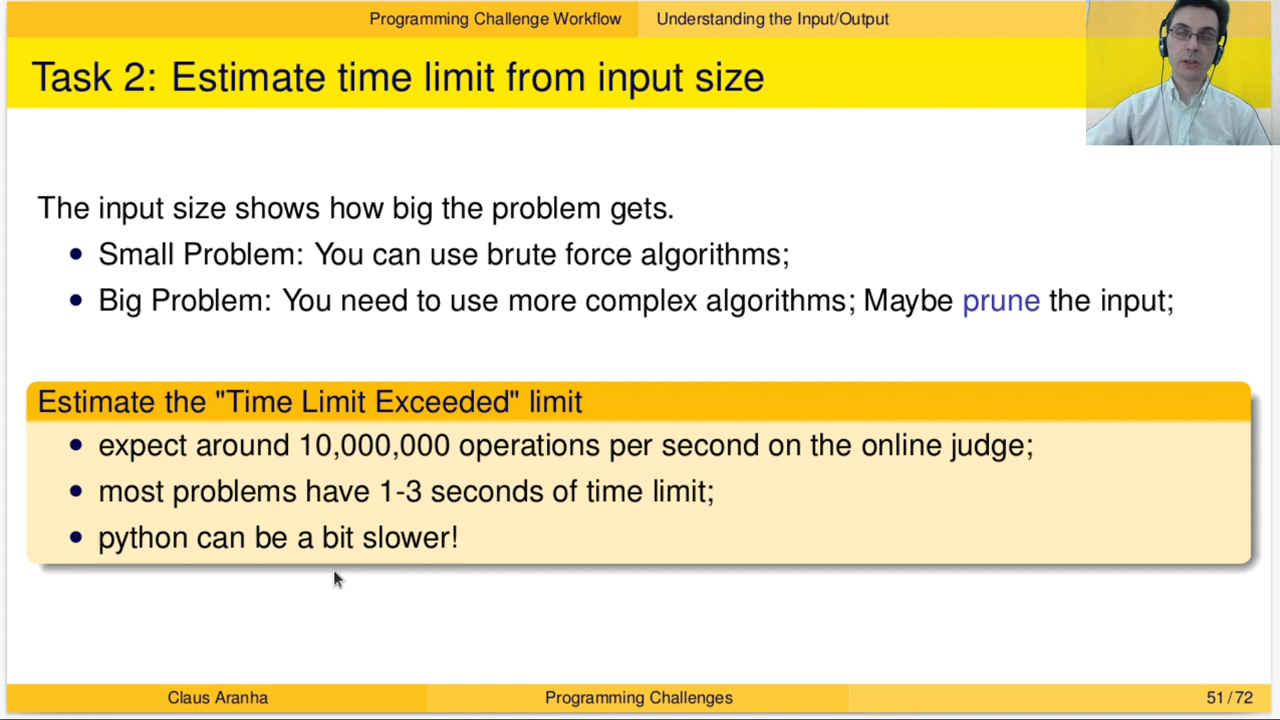 Programming Challenge Workflow
Understanding the Input/Output
Task 2: Estimate time limit from input size
The input size shows how big the problem gets.
• Small Problem: You can use brute force algorithms;
• Big Problem: You need to use more complex algorithms; Maybe prune the input;
Estimate the "Time Limit Exceeded" limit
• expect around 10,000,000 operations per second on the online judge;
• most problems have 1-3 seconds of time limit;
• python can be a bit slower!
Claus Aranha
Programming Challenges
51 / 72